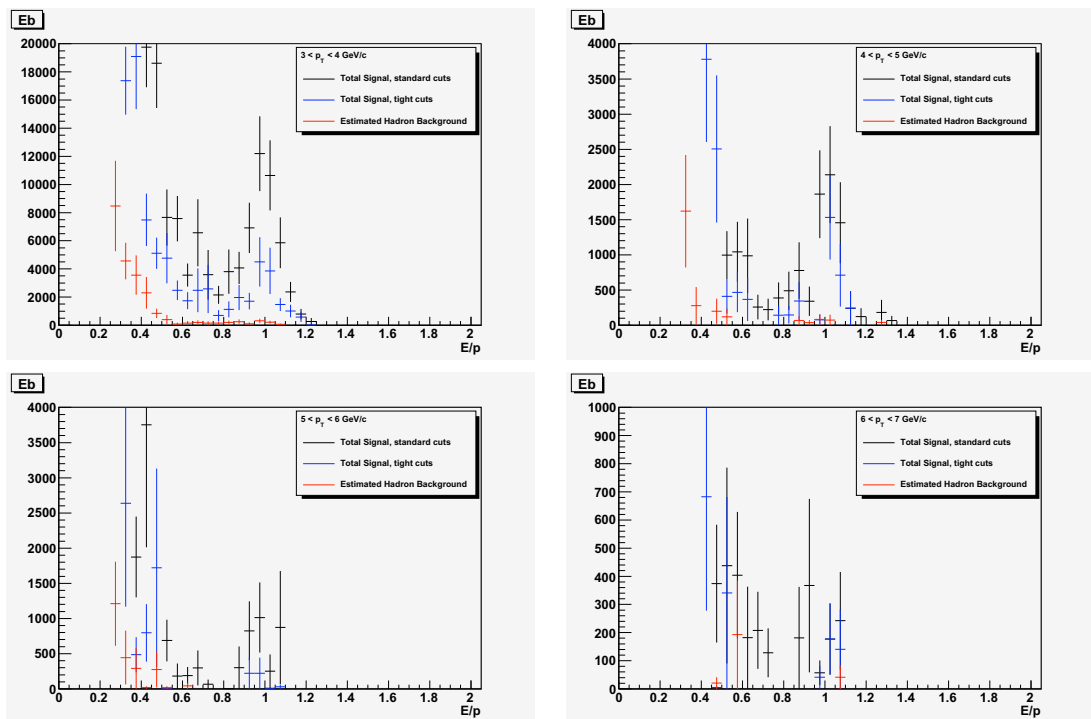 Eb
3 < pT < 4 GeV/c
Total Signal, standard cuts
Total Signal, tight cuts
Estimated Hadron Background
20000
18000
16000
14000
12000
10000
8000
6000
4000
2000
0
0 0.2 0.4 0.6 0.8 1 1.2 1.4 1.6 1.8 2
E/p
Eb
4 < pT < 5 GeV/c
Total Signal, standard cuts
Total Signal, tight cuts
Estimated Hadron Background
4000
3500
3000
2500
2000
1500
1000
500
0
0 0.2 0.4 0.6 0.8 1 1.2 1.4 1.6 1.8 2
E/p
Eb
5 < pT < 6 GeV/c
Total Signal, standard cuts
Total Signal, tight cuts
Estimated Hadron Background
4000
3500
3000
2500
2000
1500
1000
500
0
0 0.2 0.4 0.6 0.8 1 1.2 1.4 1.6 1.8 2
E/p
Eb
6 < pT < 7 GeV/c
Total Signal, standard cuts
Total Signal, tight cuts
Estimated Hadron Background
1000
900
800
700
600
500
400
300
200
100
0
0 0.2 0.4 0.6 0.8 1 1.2 1.4 1.6 1.8 2
E/p